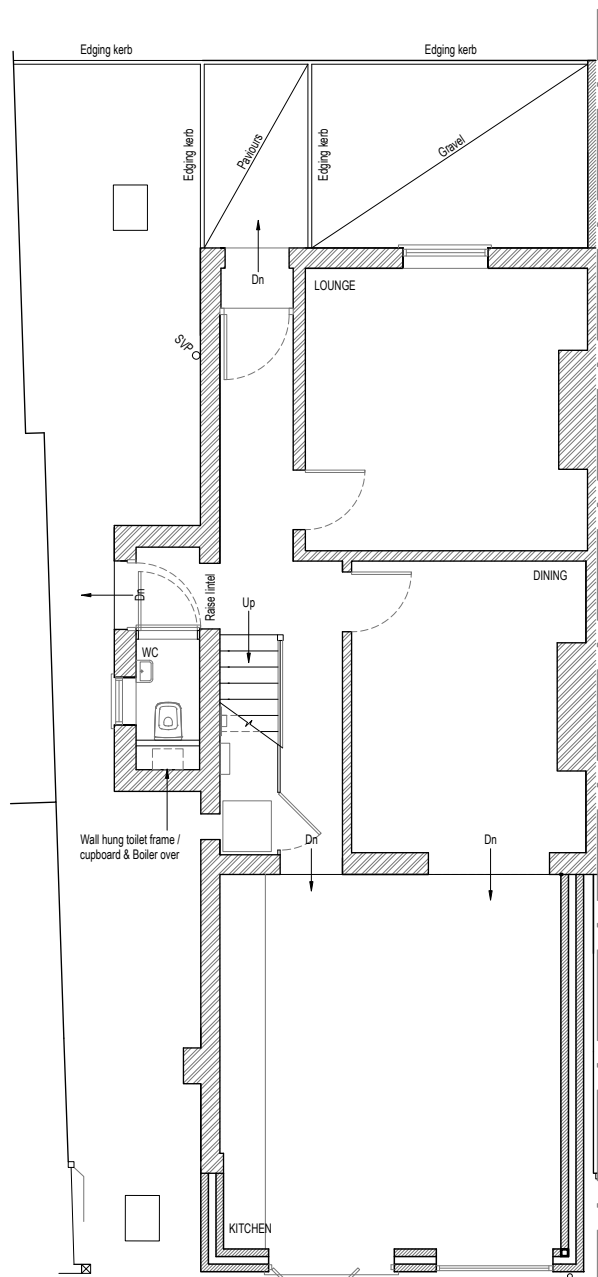 Edging kerb
Edging kerb
Edging kerb
Paviours
Edging kerb
Gravel
Dn
LOUNGE
SVP
DINING
Dn
Raise lintel
Up
WC
Wall hung toilet frame /
cupboard & Boiler over
Dn
Dn
KITCHEN